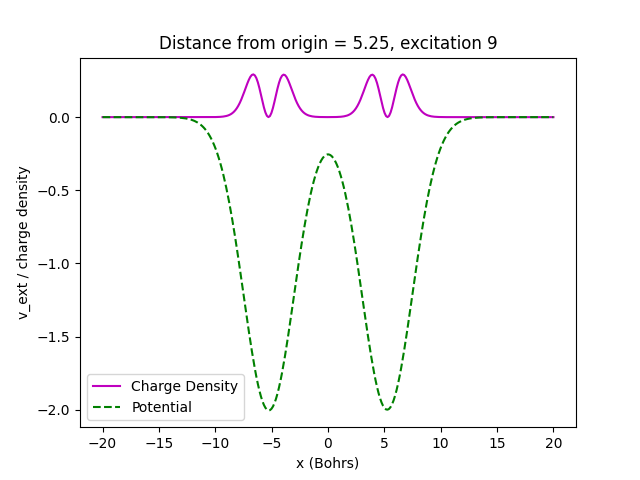 Distance from origin = 5.25, excitation 9
v_ext / charge density
0.0
−0.5
−1.0
−1.5
−2.0
Charge Density
Potential
−20 −15 −10 −5 0 5 10 15 20
x (Bohrs)